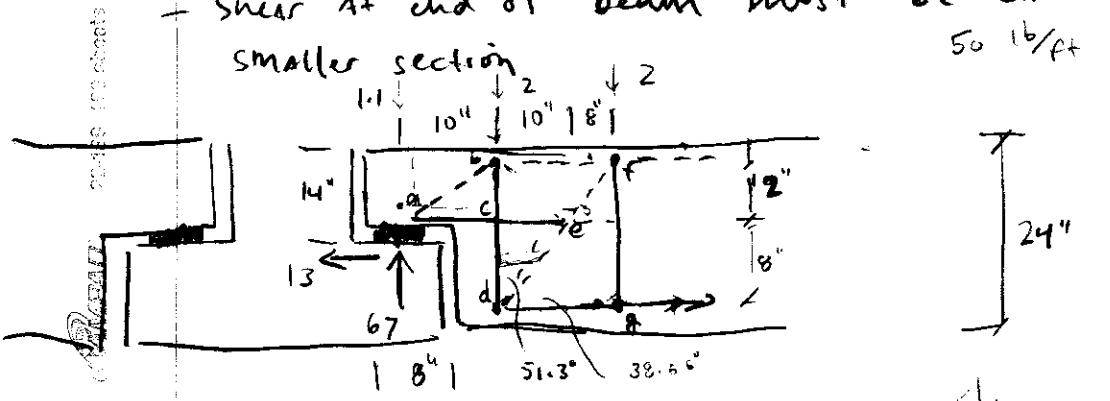 - Shear at end of beam must be
50 lb/ft
smaller section
1.1 2 2
10" 10" 8"
14" b f 2"
a c e
24"
8"
13
d g
67
8" 51.3° 38.66°